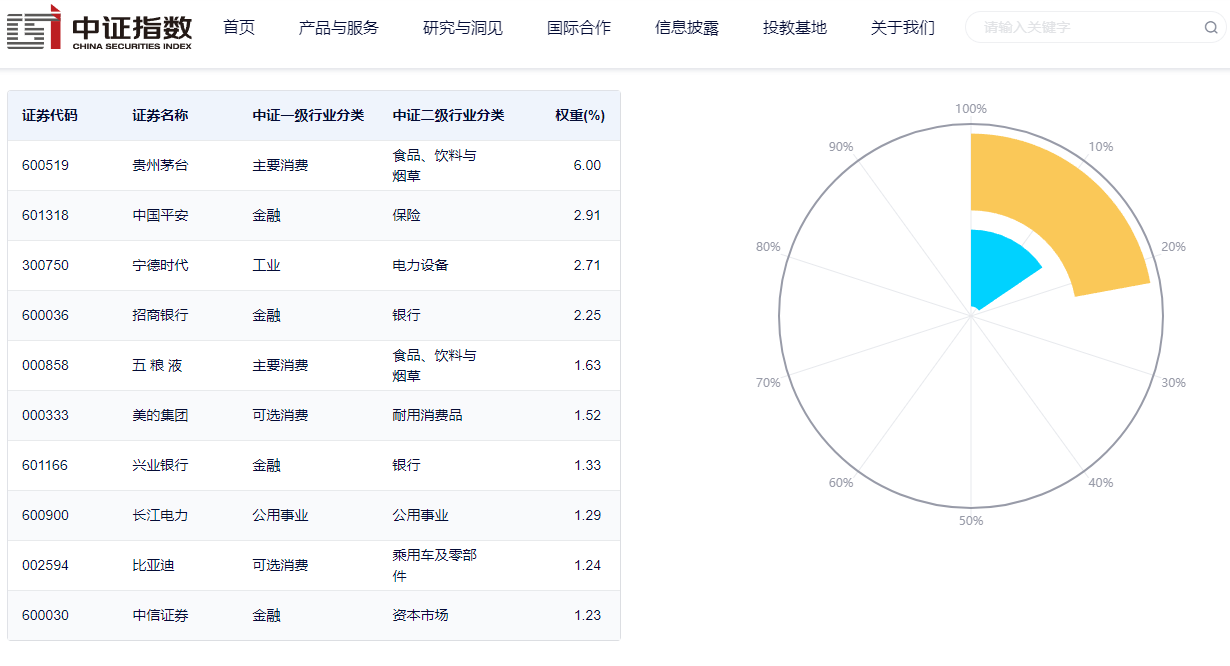 中证指数
CHINA SECURITIES INDEX
首页 产品与服务 研究与洞见 国际合作 信息披露 投教基地 关于我们 请输入关键字
证券代码 证券名称 中证一级行业分类 中证二级行业分类 权重(%)
600519 贵州茅台 主要消费 食品、饮料与
烟草 6.00
601318 中国平安 金融 保险 2.91
300750 宁德时代 工业 电力设备 2.71
600036 招商银行 金融 银行 2.25
000858 五 粮 液 主要消费 食品、饮料与
烟草 1.63
000333 美的集团 可选消费 耐用消费品 1.52
601166 兴业银行 金融 银行 1.33
600900 长江电力 公用事业 公用事业 1.29
002594 比亚迪 可选消费 乘用车及零部
件 1.24
600030 中信证券 金融 资本市场 1.23
100%
10%
20%
30%
40%
50%
60%
70%
80%
90%